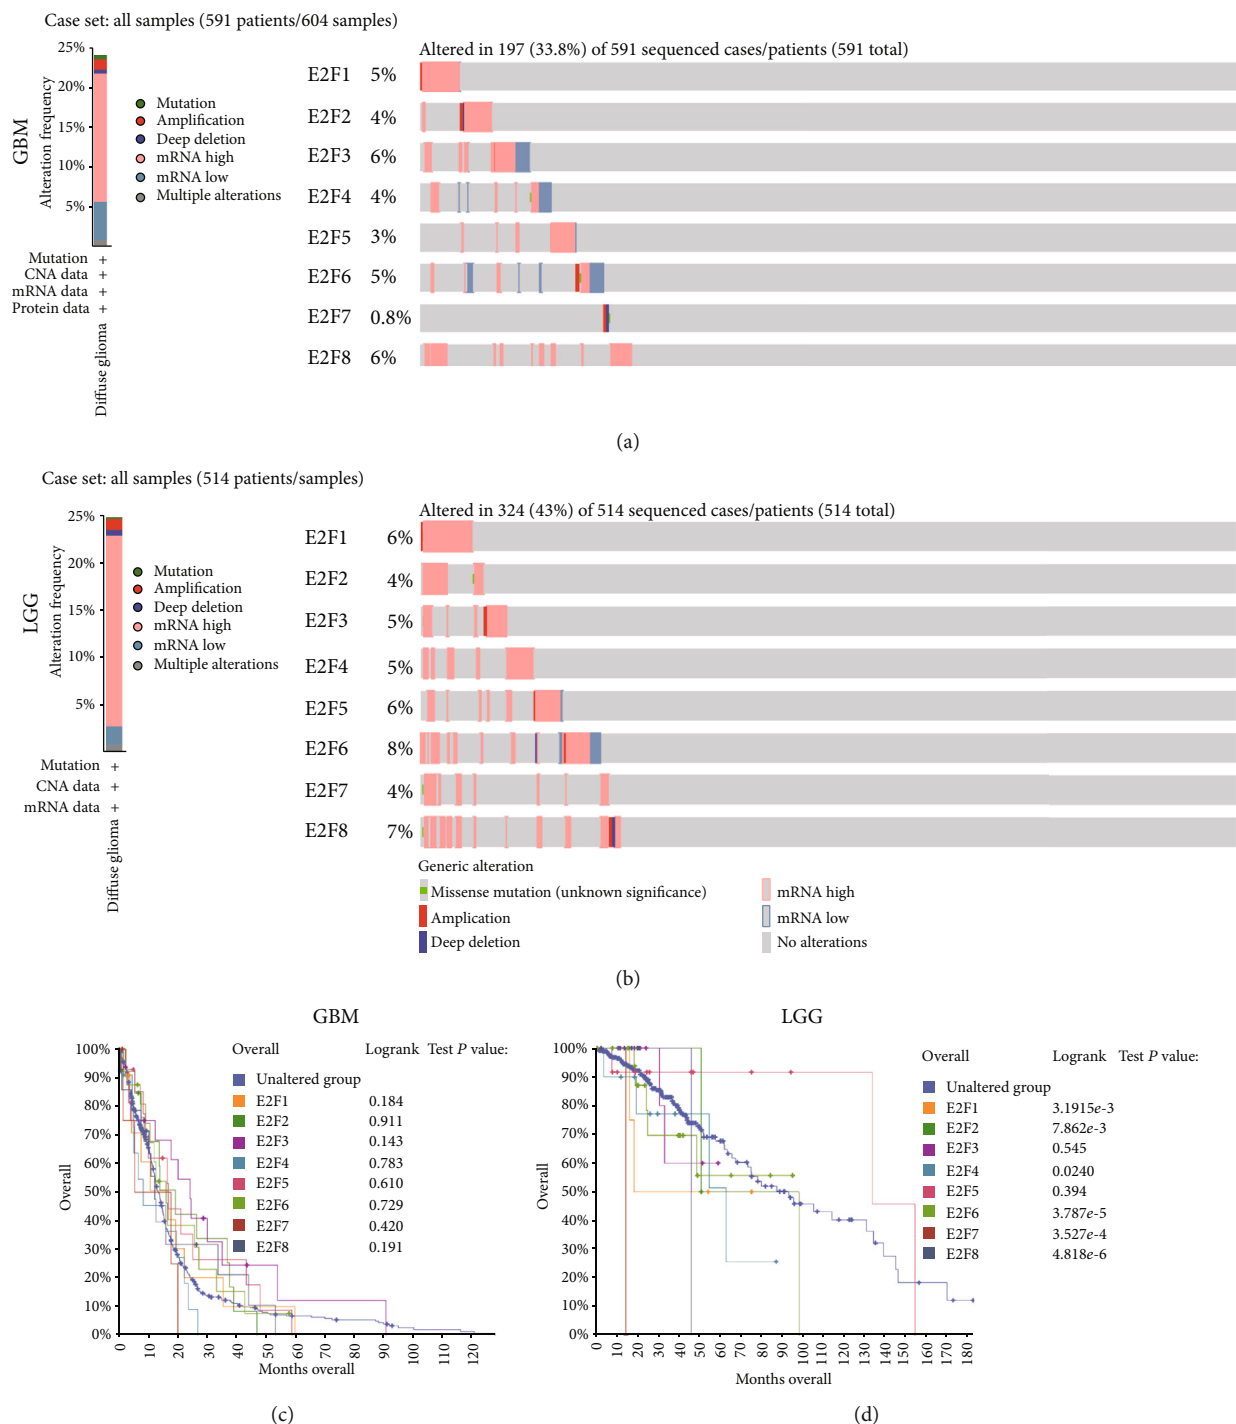 Case set: all samples (591 patients/604 samples)
25%
20%
15%
10%
5%
Alteration frequency
GBM
Mutation
Amplification
Deep deletion
mRNA high
mRNA low
Multiple alterations
Mutation +
CNA data +
mRNA data +
Protein data +
Diffuse glioma
Altered in 197 (33.8%) of 591 sequenced cases/patients (591 total)
E2F1 5%
E2F2 4%
E2F3 6%
E2F4 4%
E2F5 3%
E2F6 5%
E2F7 0.8%
E2F8 6%
(a)
Case set: all samples (514 patients/samples)
25%
20%
15%
10%
5%
Alteration frequency
LGG
Mutation
Amplification
Deep deletion
mRNA high
mRNA low
Multiple alterations
Mutation +
CNA data +
mRNA data +
Diffuse glioma
Altered in 324 (43%) of 514 sequenced cases/patients (514 total)
E2F1 6%
E2F2 4%
E2F3 5%
E2F4 5%
E2F5 6%
E2F6 8%
E2F7 4%
E2F8 7%
Generic alteration
Missense mutation (unknown significance)
Amplication
Deep deletion
mRNA high
mRNA low
No alterations
(b)
GBM
100%
90%
80%
70%
60%
50%
40%
30%
20%
10%
0%
Overall
0 10 20 30 40 50 60 70 80 90 100 110 120
Months overall
Overall Logrank Test P value:
Unaltered group
E2F1 0.184
E2F2 0.911
E2F3 0.143
E2F4 0.783
E2F5 0.610
E2F6 0.729
E2F7 0.420
E2F8 0.191
(c)
LGG
100%
90%
80%
70%
60%
50%
40%
30%
20%
10%
0%
Overall
0 10 20 30 40 50 60 70 80 90 100 110 120 130 140 150 160 170 180
Months overall
Overall Logrank Test P value:
Unaltered group
E2F1 3.1915e-3
E2F2 7.862e-3
E2F3 0.545
E2F4 0.0240
E2F5 0.394
E2F6 3.787e-5
E2F7 3.527e-4
E2F8 4.818e-6
(d)